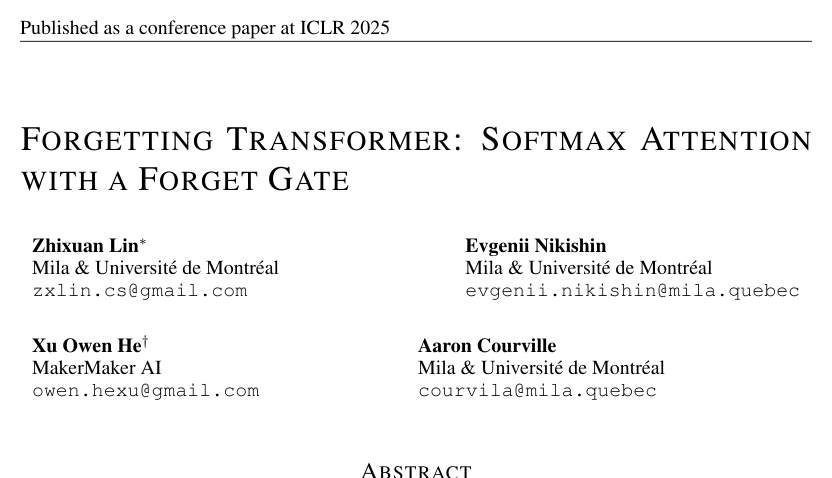 Published as a conference paper at ICLR 2025
FORGETTING TRANSFORMER: SOFTMAX ATTENTION
WITH A FORGET GATE
Zhixuan Lin*
Mila & Université de Montréal
zxlin.cs@gmail.com
Evgenii Nikishin
Mila & Université de Montréal
evgenii.nikishin@mila.quebec
Xu Owen He†
MakerMaker AI
owen.hexu@gmail.com
Aaron Courville
Mila & Université de Montréal
courvila@mila.quebec
ABSTRACT